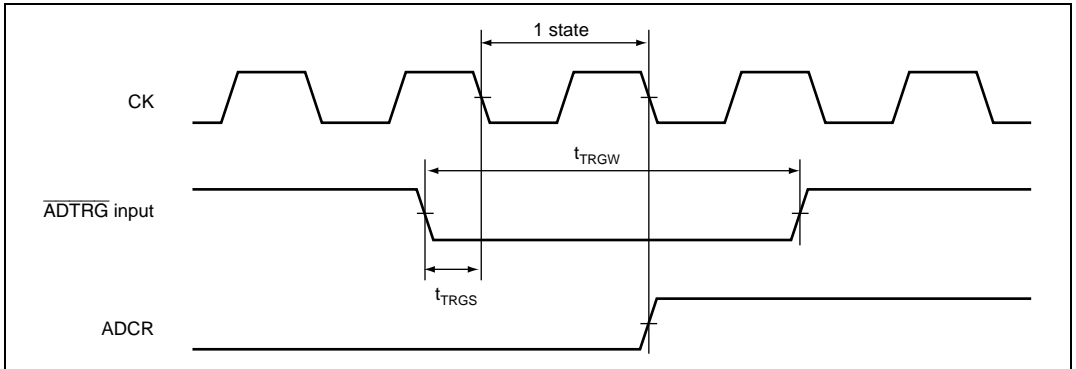 1 state
CK
tTRGW
ADTRG input
tTRGS
ADCR